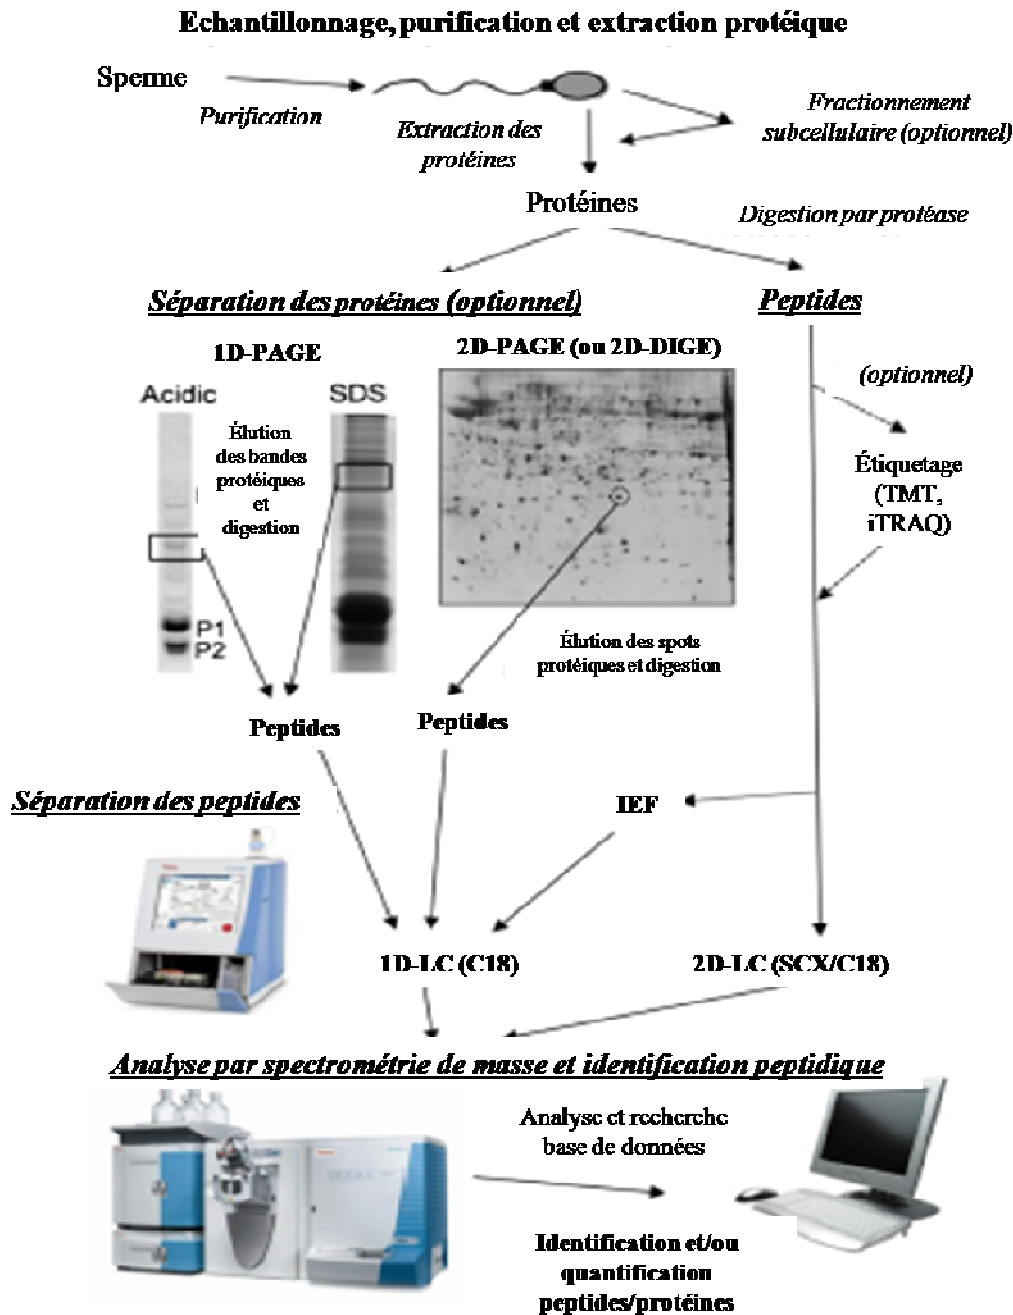 Echantillonnage, purification et extraction protéique
Sperme
Purification
Extraction des
protéines
Fractionnement
subcellulaire (optionnel)
Protéines
Digestion par protéase
Séparation des protéines (optionnel)
Peptides
1D-PAGE
2D-PAGE (ou 2D-DIGE)
Acidic
SDS
(optionnel)
Élution
des bandes
protéiques
et
digestion
Étiquetage
(TMT,
iTRAQ)
P1
P2
Élution des spots
protéiques et digestion
Peptides
Peptides
Séparation des peptides
IEF
1D-LC (C18)
2D-LC (SCX/C18)
Analyse par spectrométrie de masse et identification peptidique
Analyse et recherche
base de données
Identification et/ou
quantification
peptides/protéines